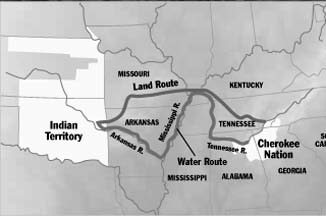 MISSOURI
Land Route
KENTUCKY
Indian
Territory
ARKANSAS
Mississippi R.
TENNESSEE
Arkansas R.
Tennessee R.
Cherokee
Nation
Water Route
MISSISSIPPI
ALABAMA
GEORGIA